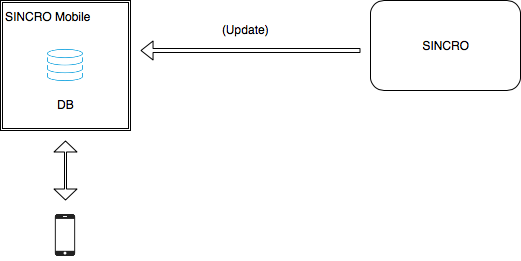 SINCRO Mobile
(Update)
SINCRO
DB